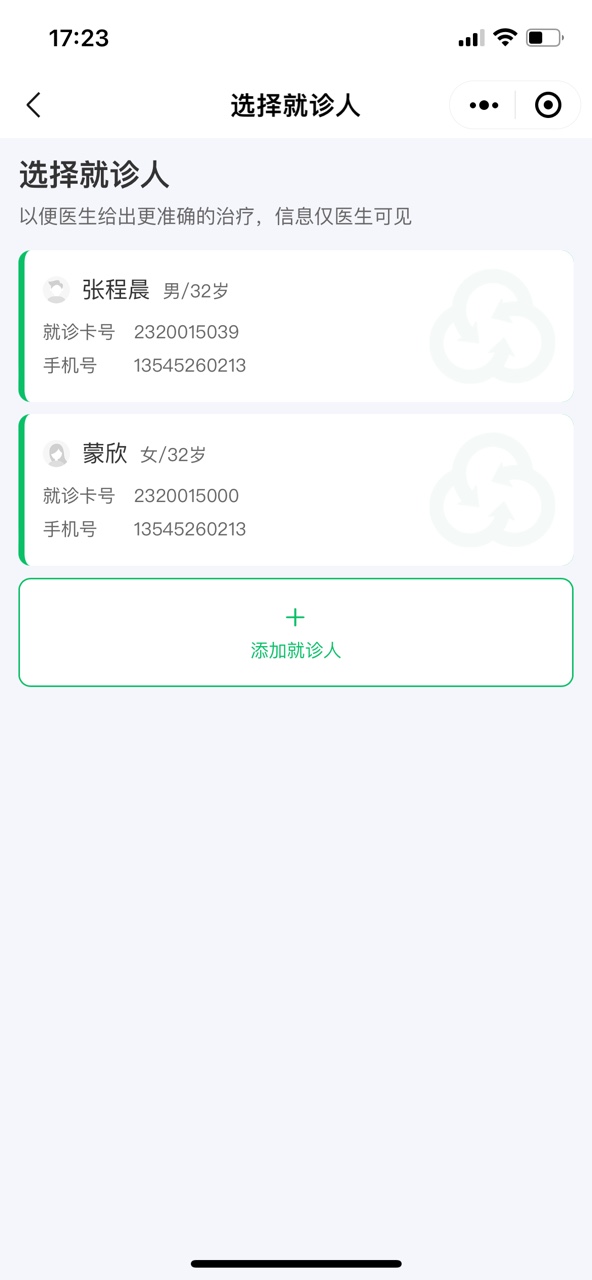 17:23
选择就诊人
选择就诊人
以便医生给出更准确的治疗，信息仅医生可见
张程晨 男/32岁
就诊卡号 2320015039
手机号 13545260213
蒙欣 女/32岁
就诊卡号 2320015000
手机号 13545260213
+
添加就诊人